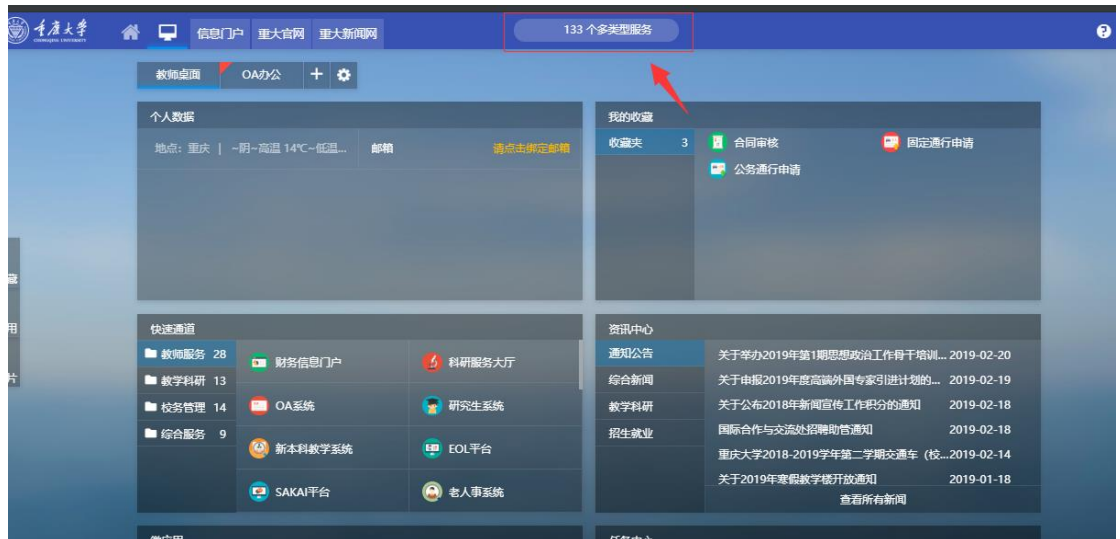 重庆大学
CHONGQING UNIVERSITY
信息门户 重大官网 重大新闻网 133 个多类型服务 ?
教师桌面 OA办公 +
个人数据
地点: 重庆 | ~阴~高温 14℃~低温... 邮箱 请点击绑定邮箱
我的收藏
收藏夹 3
合同审核 固定通行申请
公务通行申请
藏
用
片
快速通道
教师服务 28
教学科研 13
校务管理 14
综合服务 9
财务信息门户 科研服务大厅
OA系统 研究生系统
新本科教学系统 EOL平台
SAKAI平台 老人事系统
资讯中心
通知公告
综合新闻
教学科研
招生就业
关于举办2019年第1期思想政治工作骨干培训... 2019-02-20
关于申报2019年度高端外国专家引进计划的... 2019-02-19
关于公布2018年新闻宣传工作积分的通知 2019-02-18
国际合作与交流处招聘助管通知 2019-02-18
重庆大学2018-2019学年第二学期交通车（校...2019-02-14
关于2019年寒假教学楼开放通知 2019-01-18
查看所有新闻